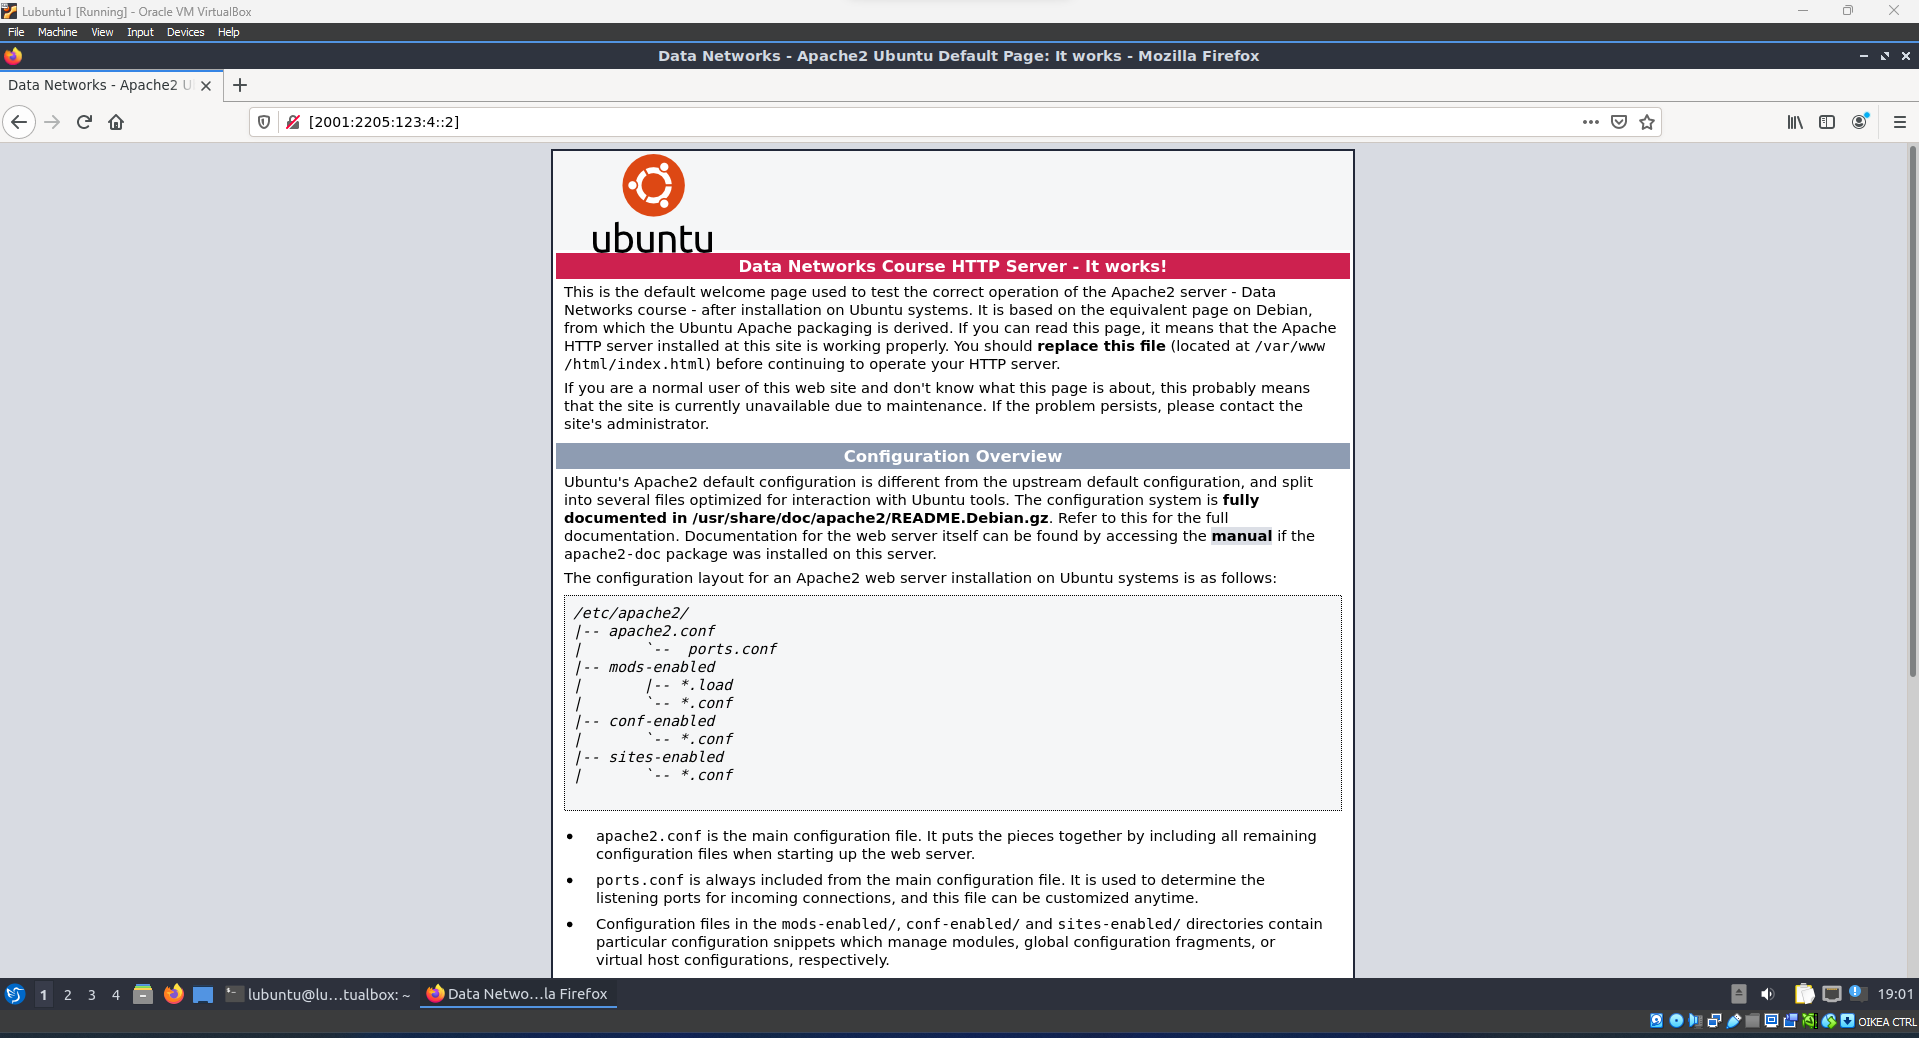 Lubuntu1 [Running] - Oracle VM VirtualBox
File Machine View Input Devices Help
Data Networks - Apache2 Ubuntu Default Page: It works - Mozilla Firefox
Data Networks - Apache2 U
[2001:2205:123:4::2]
ubuntu
Data Networks Course HTTP Server - It works!
This is the default welcome page used to test the correct operation of the Apache2 server - Data
Networks course - after installation on Ubuntu systems. It is based on the equivalent page on Debian,
from which the Ubuntu Apache packaging is derived. If you can read this page, it means that the Apache
HTTP server installed at this site is working properly. You should replace this file (located at /var/www
/html/index.html) before continuing to operate your HTTP server.
If you are a normal user of this web site and don't know what this page is about, this probably means
that the site is currently unavailable due to maintenance. If the problem persists, please contact the
site's administrator.
Configuration Overview
Ubuntu's Apache2 default configuration is different from the upstream default configuration, and split
into several files optimized for interaction with Ubuntu tools. The configuration system is fully
documented in /usr/share/doc/apache2/README.Debian.gz. Refer to this for the full
documentation. Documentation for the web server itself can be found by accessing the manual if the
apache2-doc package was installed on this server.
The configuration layout for an Apache2 web server installation on Ubuntu systems is as follows:
/etc/apache2/
|-- apache2.conf
|       `--  ports.conf
|-- mods-enabled
|       |-- *.load
|       `-- *.conf
|-- conf-enabled
|       `-- *.conf
|-- sites-enabled
|       `-- *.conf
• apache2.conf is the main configuration file. It puts the pieces together by including all remaining
configuration files when starting up the web server.
• ports.conf is always included from the main configuration file. It is used to determine the
listening ports for incoming connections, and this file can be customized anytime.
• Configuration files in the mods-enabled/, conf-enabled/ and sites-enabled/ directories contain
particular configuration snippets which manage modules, global configuration fragments, or
virtual host configurations, respectively.
1 2 3 4 lubuntu@lu…tualbox: ~ Data Netwo…la Firefox 19:01
OIKEA CTRL